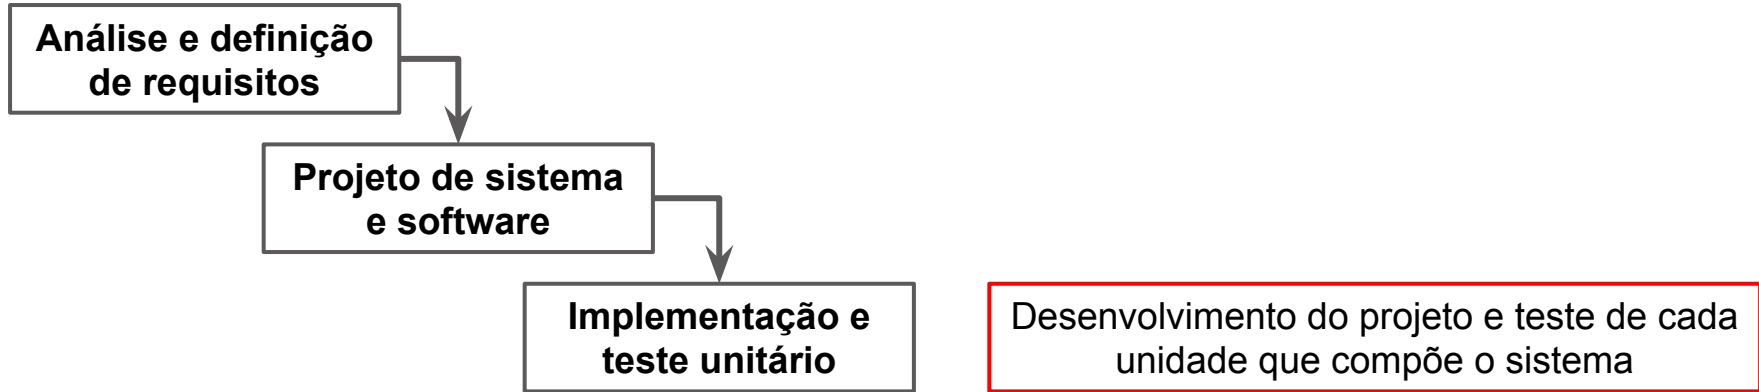 Análise e definição
de requisitos
Projeto de sistema
e software
Implementação e
teste unitário
Desenvolvimento do projeto e teste de cada
unidade que compõe o sistema